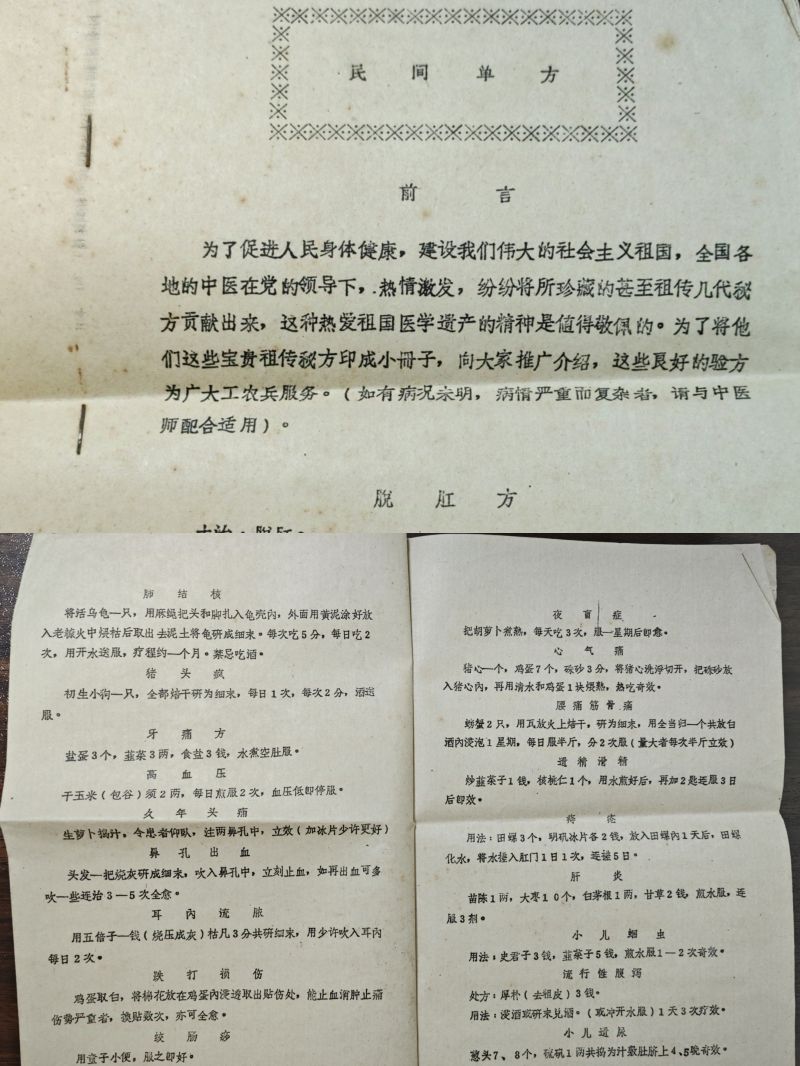 民间单方
前言
为了促进人民身体健康，建设我们伟大的社会主义祖国，全国各
地的中医在党的领导下，热情激发，纷纷将所珍藏的甚至祖传几代秘
方贡献出来，这种热爱祖国医学遗产的精神是值得敬佩的。为了将他
们这些宝贵祖传秘方印成小册子，向大家推广介绍，这些良好的验方
为广大工农兵服务。（如有病况未明，病情严重而复杂者，请与中医
师配合适用）。
脱肛方
主治：脱肛。
肺结核
将活乌龟一只，用麻绳把头和脚扎入龟壳内，外面用黄泥涂好放
入老糠火中煨枯后取出去泥土将龟研成细末。每次吃5分，每日吃2
次，用开水送服，疗程约一个月。禁忌吃酒。
猪头疯
初生小狗一只，全部焙干研为细末，每日1次，每次2分，酒送
服。
牙痛方
盐蛋3个，韮菜3两，食盐3钱，水煮空肚服。
高血压
干玉米（包谷）须2两，每日煎服2次，血压低即停服。
久年头痛
生萝卜捣汁，令患者仰卧，注两鼻孔中，立效（加冰片少许更好）
鼻孔出血
头发一把烧灰研成细末，吹入鼻孔中，立刻止血，如再出血可多
吹一些连治3—5次全愈。
耳内流脓
用五倍子一钱（烧压成灰）枯凡3分共研细末，用少许吹入耳内
每日2次。
跌打损伤
鸡蛋取白，将棉花放在鸡蛋内浸透取出贴伤处，能止血消肿止痛
伤势严重者，换贴数次，亦可全愈。
绞肠痧
用童子小便，服之即好。
夜盲症
把胡萝卜煮熟，每天吃3次，服一星期后即愈。
心气痛
猪心一个，鸡蛋7个，硃砂3分，将猪心洗净切开，把硃砂放
入猪心内，再用清水和鸡蛋1块煨熟，热吃奇效。
腰痛筋骨痛
螃蟹2只，用瓦放火上焙干，研为细末，用全当归一个共放白
酒内浸泡1星期，每日服半斤，分2次服（量大者每次半斤立效）
遗精滑精
炒韮菜子1钱，核桃仁1个，用水煎好后，再加2匙连服3日
后即效。
痔疮
用法：田螺3个，明矾冰片各2钱，放入田螺内1天后，田螺
化水，将水搽入肛门1日1次，连搽5日。
肝炎
茵陈1两，大枣10个，白茅根1两，甘草2钱，煎水服，连
服3剂。
小儿蛔虫
用法：史君子3钱，韮菜子5钱，煎水服1—2次奇效。
流行性腹泻
处方：厚朴（去粗皮）3钱。
用法：浸酒或研末兑酒。（或冲开水服）1天3次疗效。
小儿遗尿
葱头7、8个，硫矾1两共捣为汁敷肚脐上4、5晚奇效。